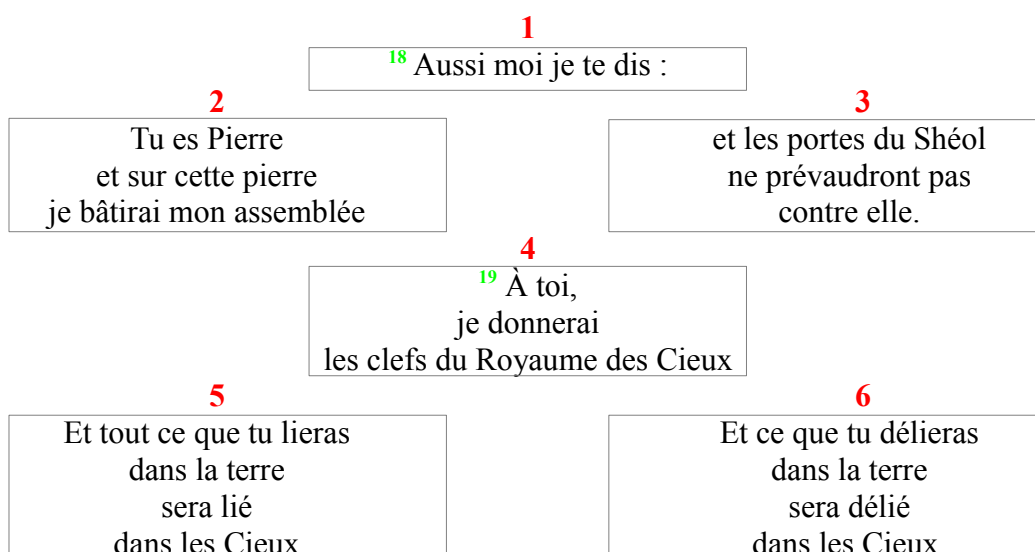 1
18 Aussi moi je te dis :
2
Tu es Pierre
et sur cette pierre
je bâtirai mon assemblée
3
et les portes du Shéol
ne prévaudront pas
contre elle.
4
19 À toi,
je donnerai
les clefs du Royaume des Cieux
5
Et tout ce que tu lieras
dans la terre
sera lié
dans les Cieux
6
Et ce que tu délieras
dans la terre
sera délié
dans les Cieux